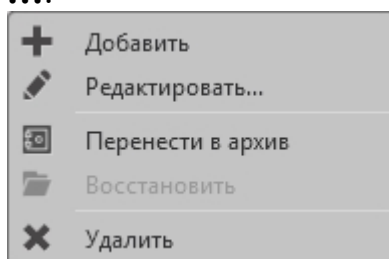 Добавить
Редактировать...
Перенести в архив
Восстановить
Удалить